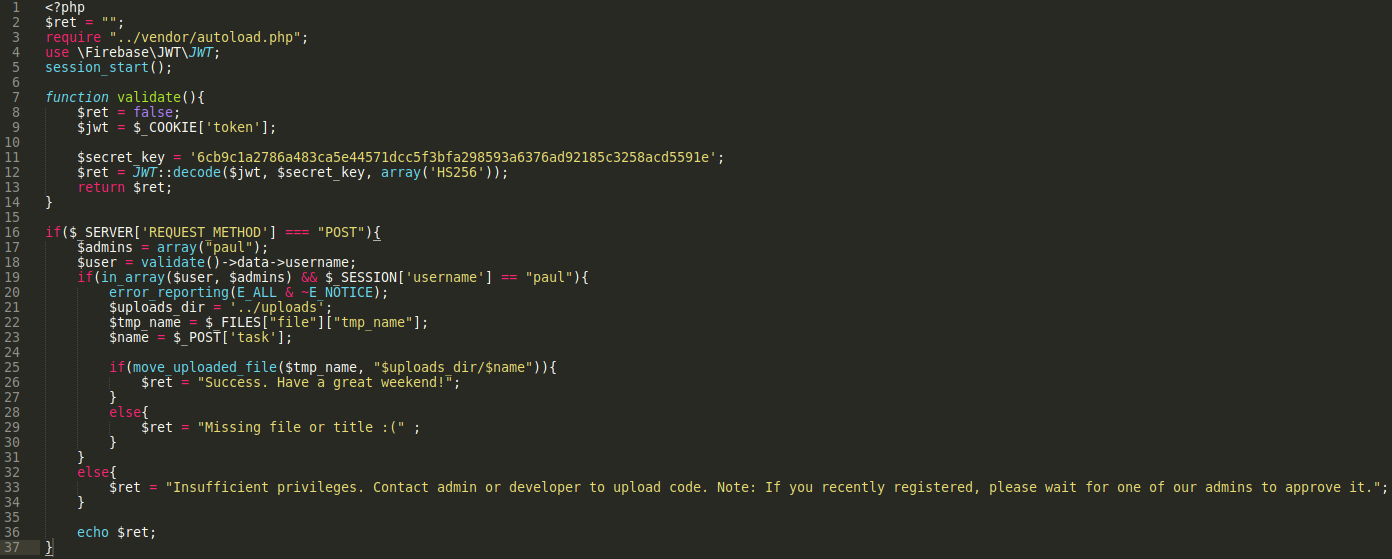 1 <?php
2 $ret = "";
3 require "../vendor/autoload.php";
4 use \Firebase\JWT\JWT;
5 session_start();
6
7 function validate(){
8 $ret = false;
9 $jwt = $_COOKIE['token'];
10
11 $secret_key = '6cb9c1a2786a483ca5e44571dcc5f3bfa298593a6376ad92185c3258acd5591e';
12 $ret = JWT::decode($jwt, $secret_key, array('HS256'));
13 return $ret;
14 }
15
16 if($_SERVER['REQUEST_METHOD'] === "POST"){
17 $admins = array("paul");
18 $user = validate()->data->username;
19 if(in_array($user, $admins) && $_SESSION['username'] == "paul"){
20 error_reporting(E_ALL & ~E_NOTICE);
21 $uploads_dir = '../uploads';
22 $tmp_name = $_FILES["file"]["tmp_name"];
23 $name = $_POST['task'];
24
25 if(move_uploaded_file($tmp_name, "$uploads_dir/$name")){
26 $ret = "Success. Have a great weekend!";
27 }
28 else{
29 $ret = "Missing file or title :(" ;
30 }
31 }
32 else{
33 $ret = "Insufficient privileges. Contact admin or developer to upload code. Note: If you recently registered, please wait for one of our admins to approve it.";
34 }
35
36 echo $ret;
37 }